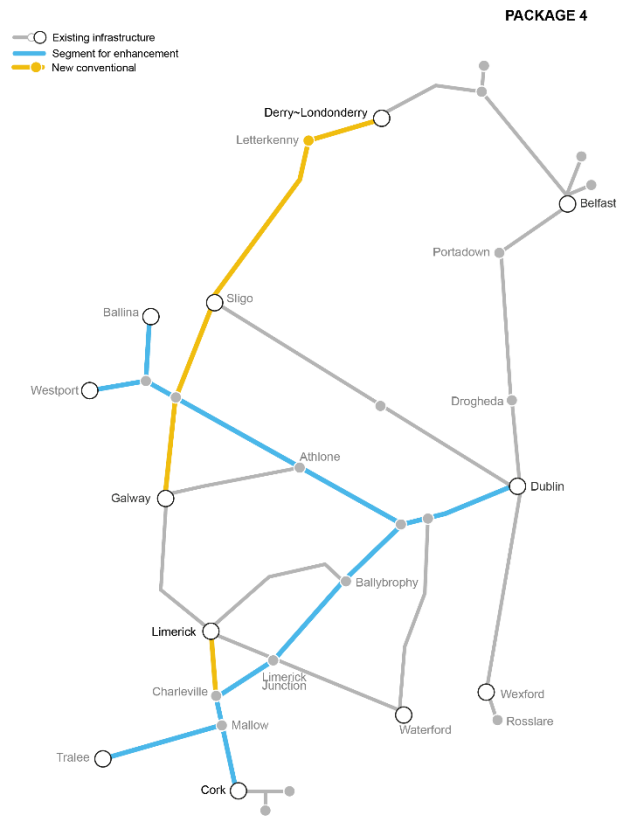 PACKAGE 4
Existing infrastructure
Segment for enhancement
New conventional
Derry~Londonderry
Letterkenny
Belfast
Portadown
Sligo
Ballina
Westport
Drogheda
Athlone
Dublin
Galway
Ballybrophy
Limerick
Limerick
Junction
Charleville
Wexford
Rosslare
Mallow
Waterford
Tralee
Cork